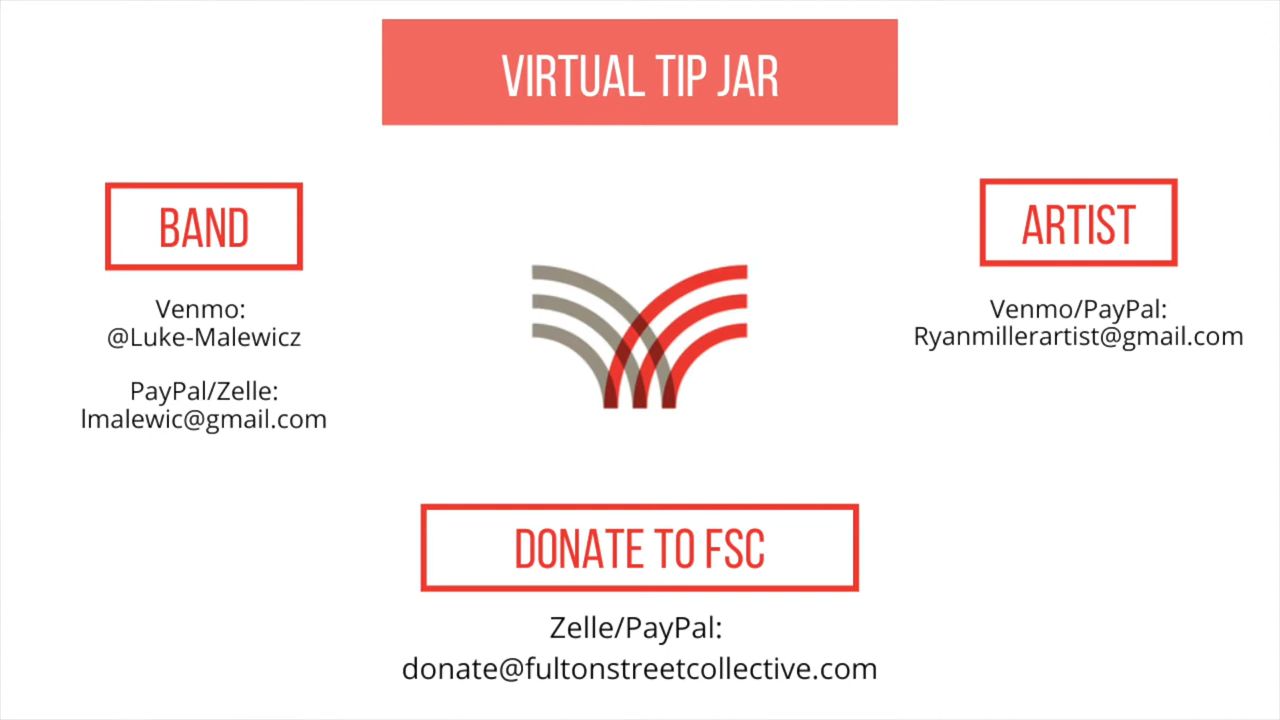 VIRTUAL TIP JAR
BAND
Venmo:
@Luke-Malewicz
PayPal/Zelle:
lmalewic@gmail.com
ARTIST
Venmo/PayPal:
Ryanmillerartist@gmail.com
DONATE TO FSC
Zelle/PayPal:
donate@fultonstreetcollective.com